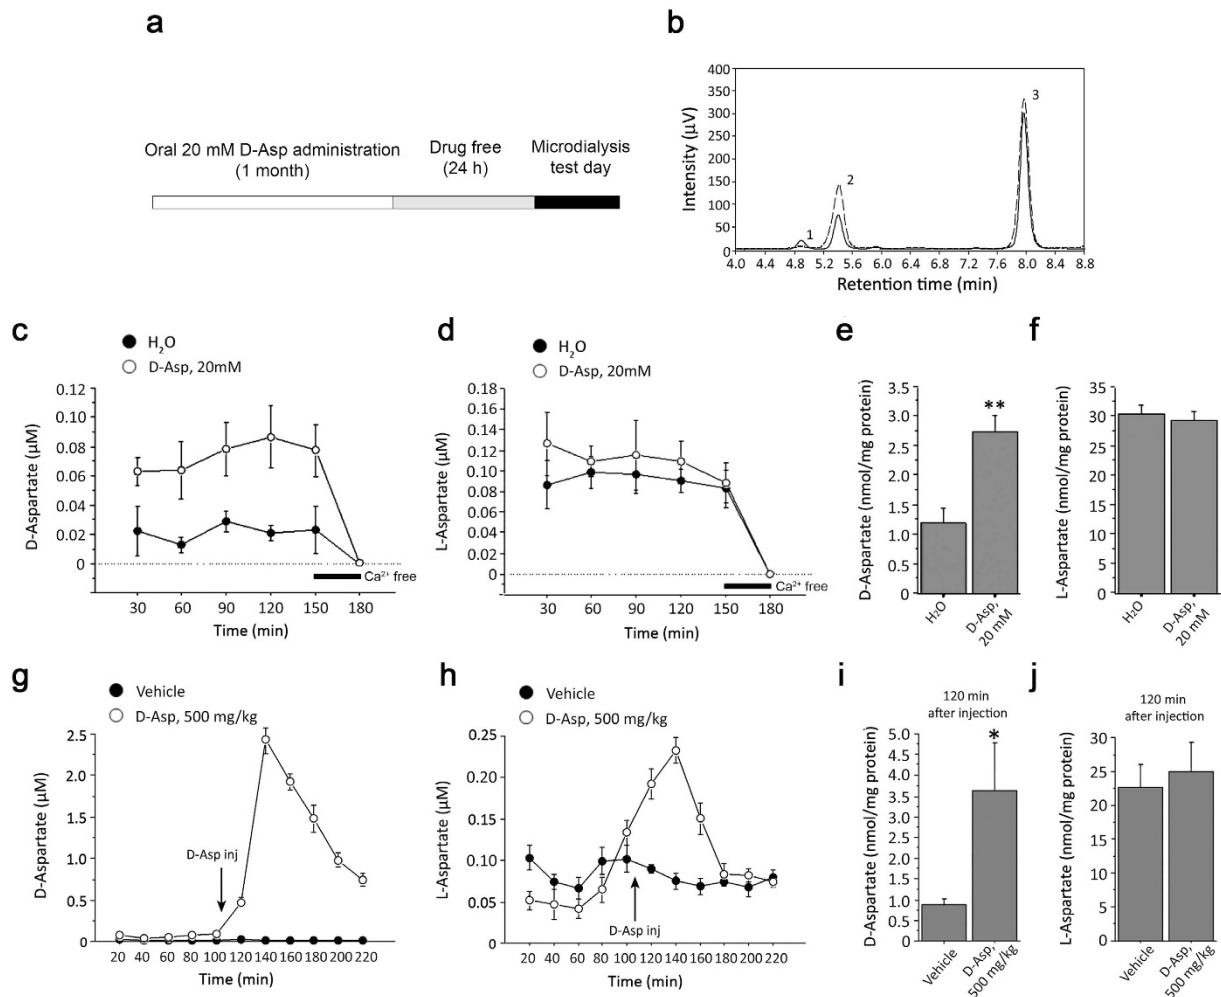 a
Oral 20 mM D-Asp administration
(1 month)
Drug free
(24 h)
Microdialysis
test day
b
Intensity (µV)
400
350
300
250
200
150
100
50
0
1
2
3
4.0 4.4 4.8 5.2 5.6 6.0 6.4 6.8 7.2 7.6 8.0 8.4 8.8
Retention time (min)
c
H₂O
D-Asp, 20mM
D-Aspartate (µM)
0.12
0.10
0.08
0.06
0.04
0.02
0
Ca²⁺ free
30 60 90 120 150 180
Time (min)
d
H₂O
D-Asp, 20mM
L-Aspartate (µM)
0.18
0.16
0.14
0.12
0.10
0.08
0.06
0.04
0.02
0
Ca²⁺ free
30 60 90 120 150 180
Time (min)
e
D-Aspartate (nmol/mg protein)
3.5
3.0
2.5
2.0
1.5
1.0
0.5
0
**
H₂O
D-Asp,
20 mM
f
L-Aspartate (nmol/mg protein)
35
30
25
20
15
10
5
0
H₂O
D-Asp,
20 mM
g
Vehicle
D-Asp, 500 mg/kg
D-Aspartate (µM)
2.5
2.0
1.5
1.0
0.5
0
D-Asp inj
20 40 60 80 100 120 140 160 180 200 220
Time (min)
h
Vehicle
D-Asp, 500 mg/kg
L-Aspartate (µM)
0.25
0.20
0.15
0.10
0.05
0
D-Asp inj
20 40 60 80 100 120 140 160 180 200 220
Time (min)
i
120 min
after injection
D-Aspartate (nmol/mg protein)
5.0
4.5
4.0
3.5
3.0
2.5
2.0
1.5
1.0
0.5
0
*
Vehicle
D-Asp,
500 mg/kg
j
120 min
after injection
L-Aspartate (nmol/mg protein)
30
25
20
15
10
5
0
Vehicle
D-Asp,
500 mg/kg